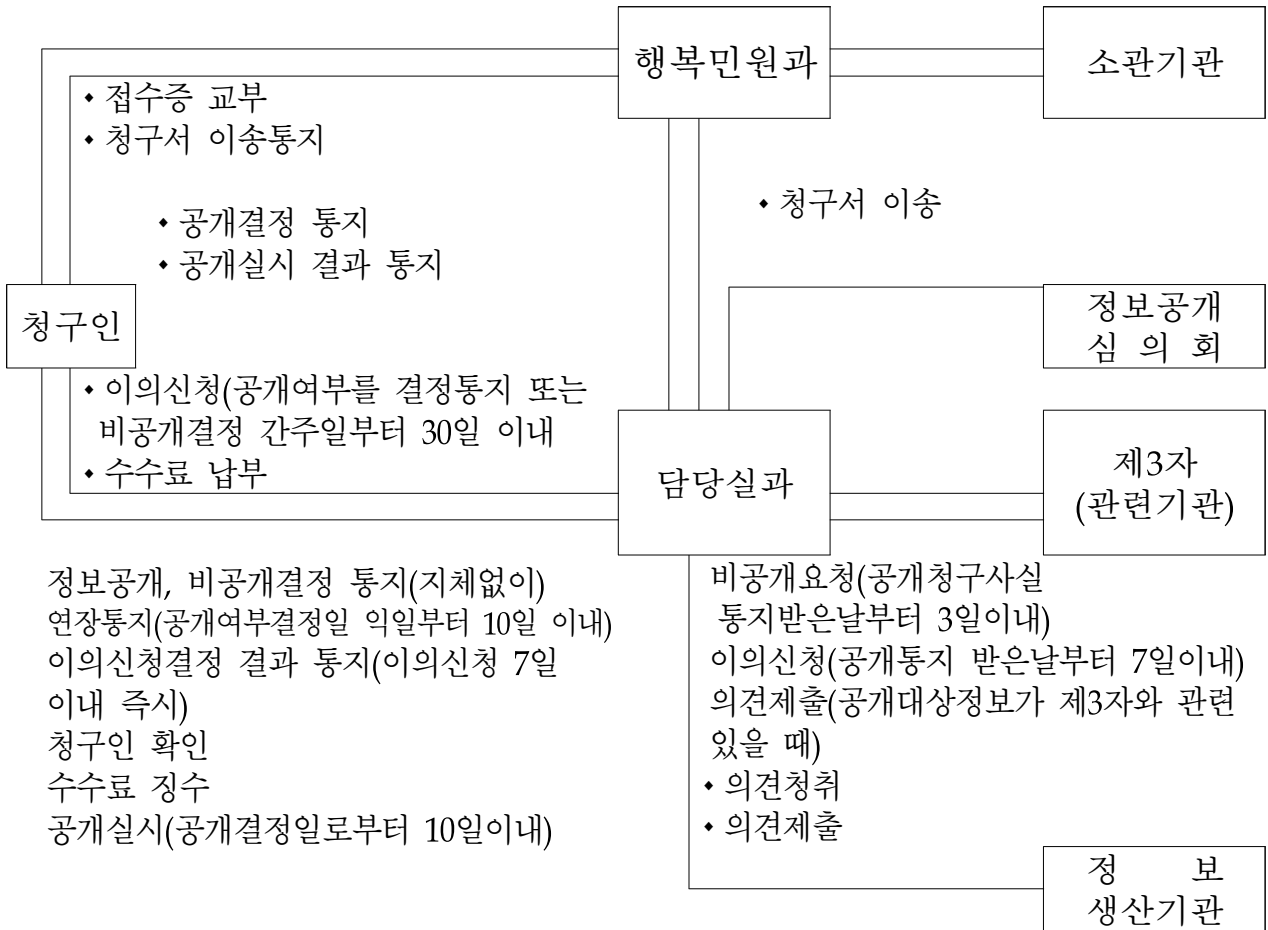 행복민원과
소관기관
⬩접수증 교부
⬩청구서 이송통지
⬩청구서 이송
⬩공개결정 통지
⬩공개실시 결과 통지
청구인
정보공개
심 의 회
⬩이의신청(공개여부를 결정통지 또는
비공개결정 간주일부터 30일 이내
⬩수수료 납부
담당실과
제3자
(관련기관)
정보공개, 비공개결정 통지(지체없이)
연장통지(공개여부결정일 익일부터 10일 이내)
이의신청결정 결과 통지(이의신청 7일
이내 즉시)
청구인 확인
수수료 징수
공개실시(공개결정일로부터 10일이내)
비공개요청(공개청구사실
통지받은날부터 3일이내)
이의신청(공개통지 받은날부터 7일이내)
의견제출(공개대상정보가 제3자와 관련
있을 때)
⬩의견청취
⬩의견제출
정 보
생산기관